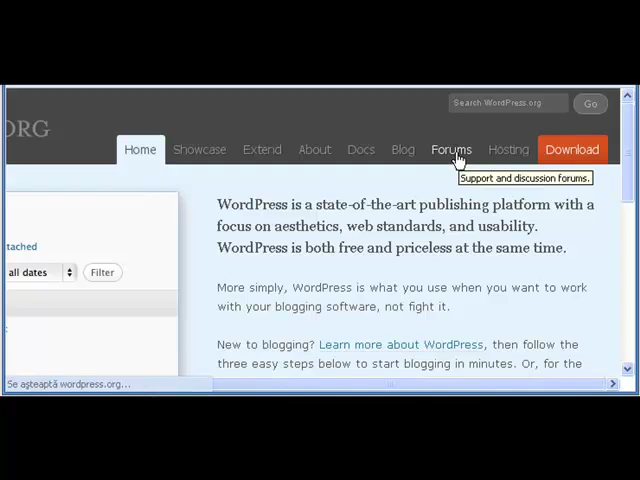 Search WordPress.org Go
ORG
Home Showcase Extend About Docs Blog Forums Hosting Download
Support and discussion forums.
WordPress is a state-of-the-art publishing platform with a
focus on aesthetics, web standards, and usability.
WordPress is both free and priceless at the same time.
ttached
all dates Filter
More simply, WordPress is what you use when you want to work
with your blogging software, not fight it.
New to blogging? Learn more about WordPress, then follow the
three easy steps below to start blogging in minutes. Or, for the
Se aşteaptă wordpress.org...